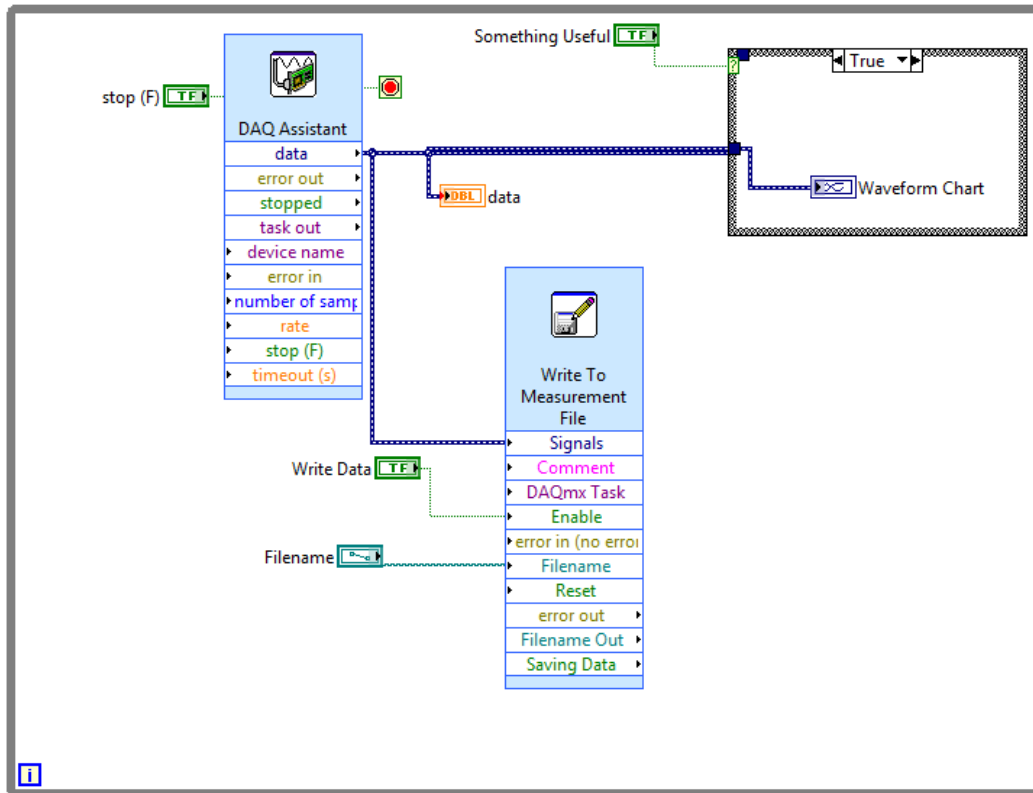 Something Useful TF
True
stop (F) TF
DAQ Assistant
data
error out
stopped
task out
device name
error in
number of samp
rate
stop (F)
timeout (s)
DBL data
Waveform Chart
Write To
Measurement
File
Signals
Comment
DAQmx Task
Enable
error in (no erro
Filename
Reset
error out
Filename Out
Saving Data
Write Data TF
Filename
?
i